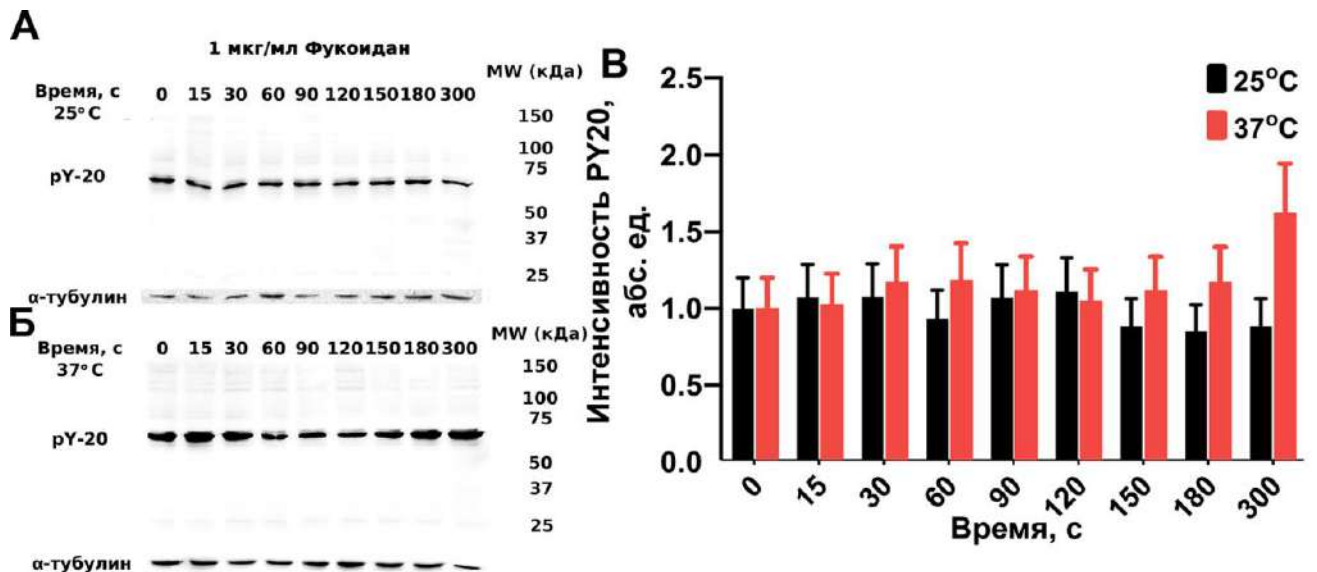 А
1 мкг/мл Фукоидан
MW (кДа)
Время, с 0 15 30 60 90 120 150 180 300
25°С
150
100
75
pY-20
50
37
25
α-тубулин
Б
MW (кДа)
Время, с 0 15 30 60 90 120 150 180 300
37°С
150
100
75
pY-20
50
37
25
α-тубулин
В
Интенсивность PY20,
абс. ед.
2.5
2.0
1.5
1.0
0.5
0.0
25°C
37°C
0 15 30 60 90 120 150 180 300
Время, с